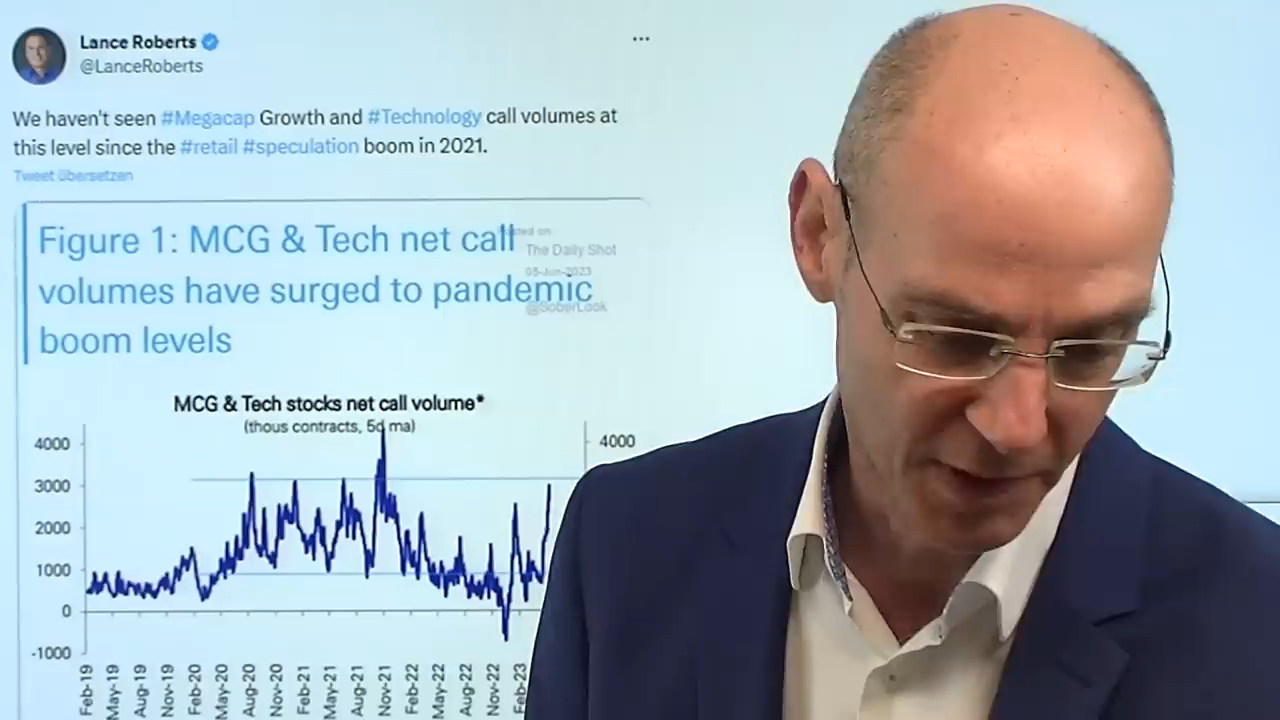 Lance Roberts
@LanceRoberts
...
We haven't seen #Megacap Growth and #Technology call volumes at
this level since the #retail #speculation boom in 2021.
Tweet übersetzen
Figure 1: MCG & Tech net call
volumes have surged to pandemic
boom levels
on
The Daily Shot
05-Jun-2023
@SoberLook
MCG & Tech stocks net call volume*
(thous contracts, 5d ma)
4000
3000
2000
1000
0
-1000
4000
Feb-19
May-19
Aug-19
Nov-19
Feb-20
May-20
Aug-20
Nov-20
Feb-21
May-21
Aug-21
Nov-21
Feb-22
May-22
Aug-22
Nov-22
Feb-23